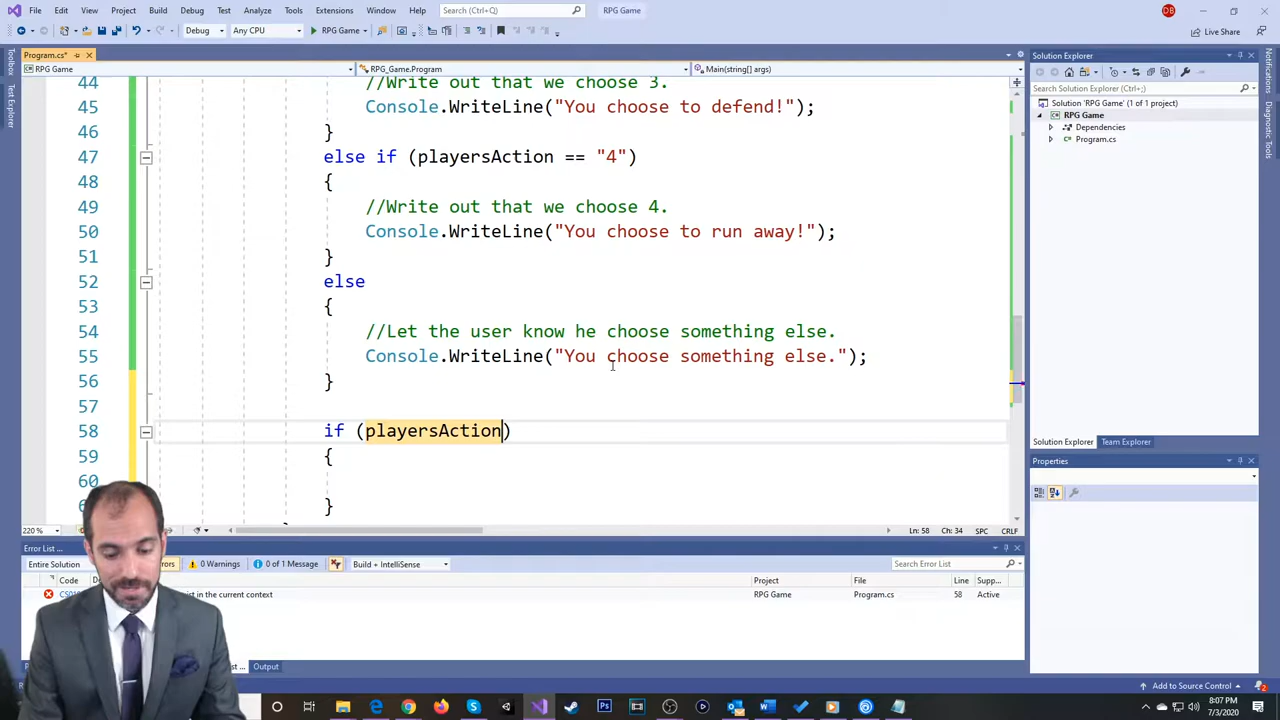 File Edit View Project Build Debug Test Analyze Tools Extensions Window Help Search (Ctrl+Q) RPG Game DB
Debug Any CPU RPG Game Live Share
Program.cs*
RPG Game RPG_Game.Program Main(string[] args)
44 //Write out that we choose 3.
45 Console.WriteLine("You choose to defend!");
46 }
47 else if (playersAction == "4")
48 {
49 //Write out that we choose 4.
50 Console.WriteLine("You choose to run away!");
51 }
52 else
53 {
54 //Let the user know he choose something else.
55 Console.WriteLine("You choose something else.");
56 }
57
58 if (playersAction)
59 {
60
}
220 % Ln: 58 Ch: 34 SPC CRLF
Toolbox
Test Explorer
Solution Explorer
Search Solution Explorer (Ctrl+;)
Solution 'RPG Game' (1 of 1 project)
RPG Game
Dependencies
Program.cs
Solution Explorer Team Explorer
Properties
Notifications
Diagnostic Tools
Error List ...
Entire Solution 0 Warnings 0 of 1 Message Build + IntelliSense Search Error List
Code Project File Line Supp...
in the current context RPG Game Program.cs 58 Active
Output
Add to Source Control 2
8:07 PM
7/3/2020